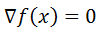 ∇f(x) = 0